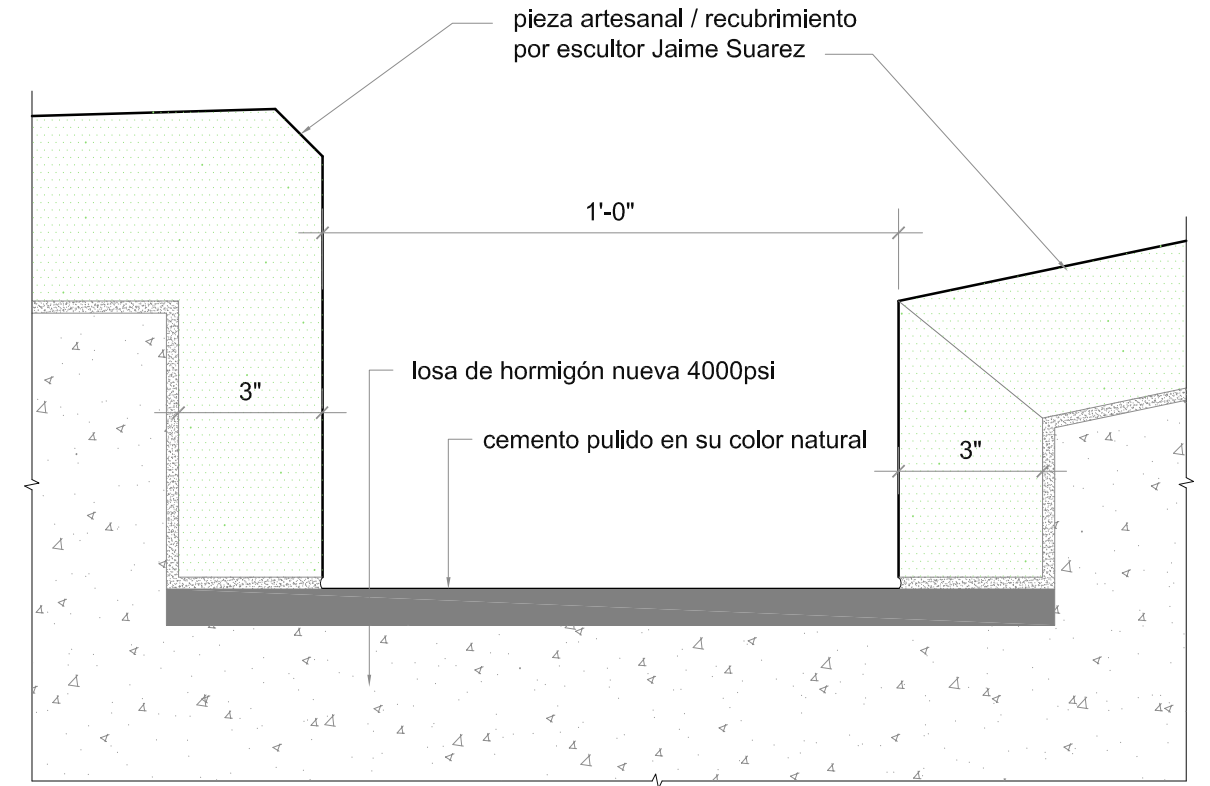 pieza artesanal / recubrimiento
por escultor Jaime Suarez
1'-0"
losa de hormigón nueva 4000psi
3"
cemento pulido en su color natural
3"